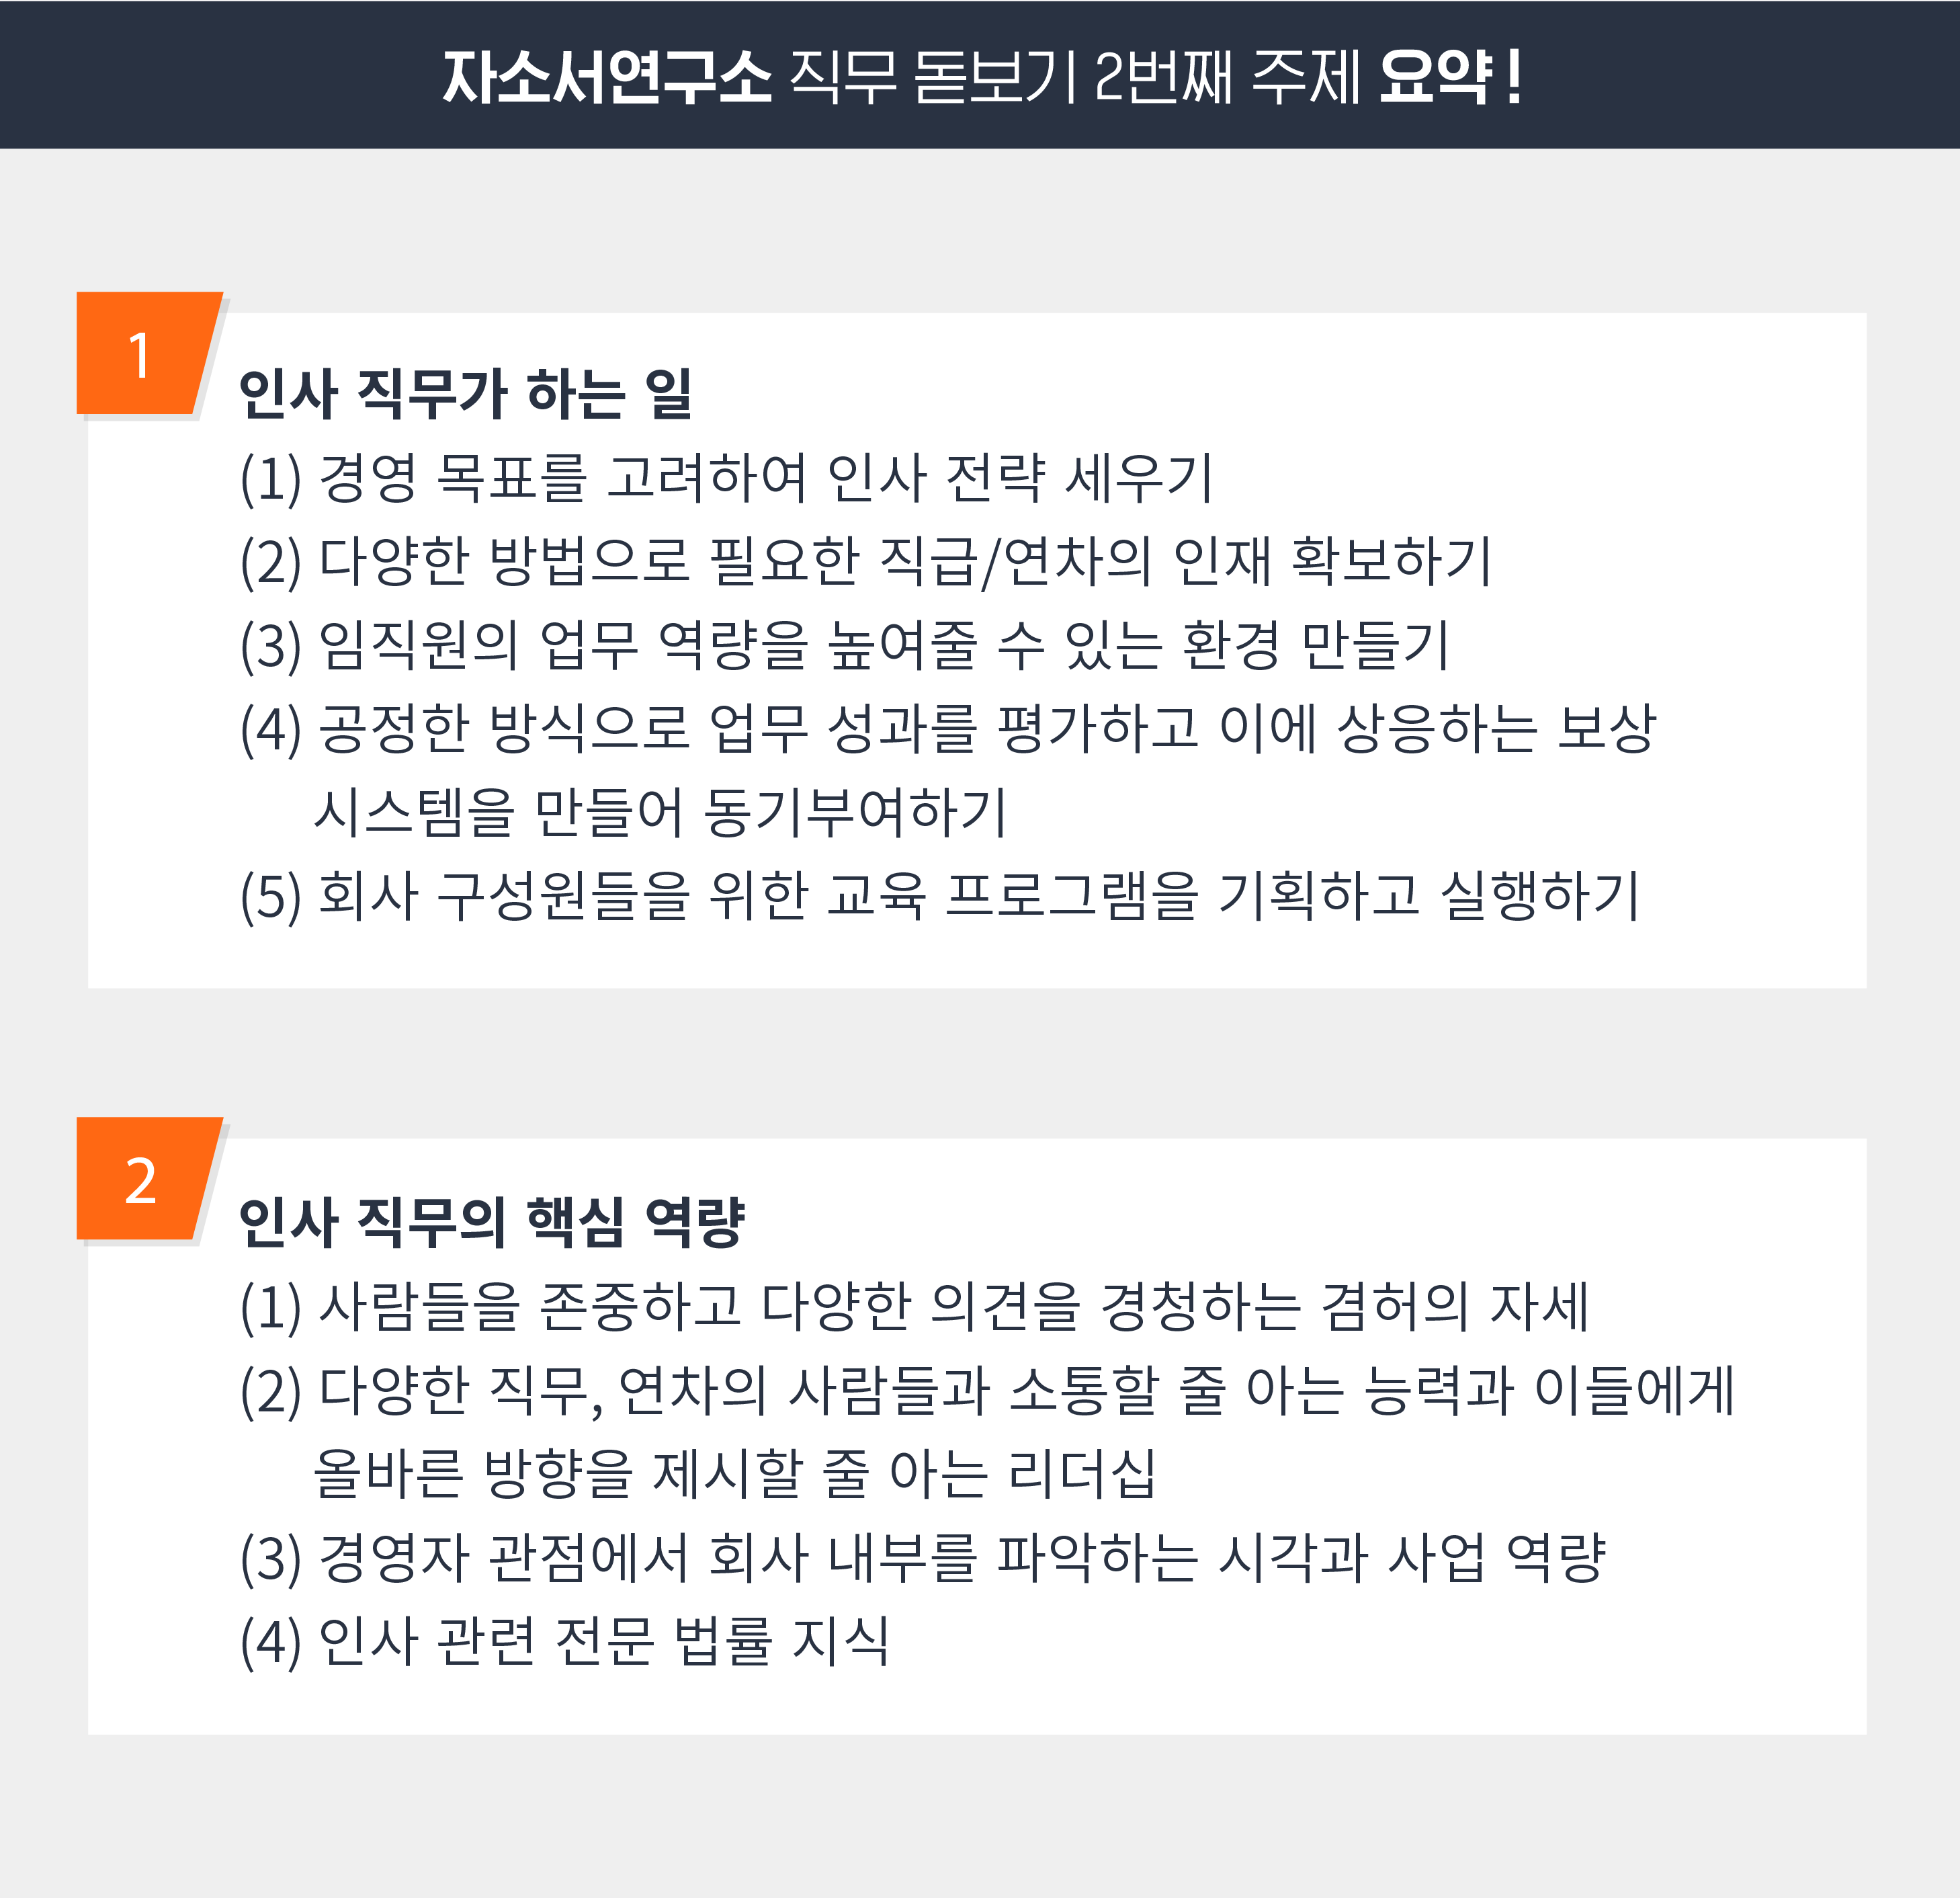 자소서연구소 직무 돋보기 2번째 주제 요약!
1
인사 직무가 하는 일
(1) 경영 목표를 고려하여 인사 전략 세우기
(2) 다양한 방법으로 필요한 직급/연차의 인재 확보하기
(3) 임직원의 업무 역량을 높여줄 수 있는 환경 만들기
(4) 공정한 방식으로 업무 성과를 평가하고 이에 상응하는 보상
시스템을 만들어 동기부여하기
(5) 회사 구성원들을 위한 교육 프로그램을 기획하고 실행하기
2
인사 직무의 핵심 역량
(1) 사람들을 존중하고 다양한 의견을 경청하는 겸허의 자세
(2) 다양한 직무, 연차의 사람들과 소통할 줄 아는 능력과 이들에게
올바른 방향을 제시할 줄 아는 리더십
(3) 경영자 관점에서 회사 내부를 파악하는 시각과 사업 역량
(4) 인사 관련 전문 법률 지식